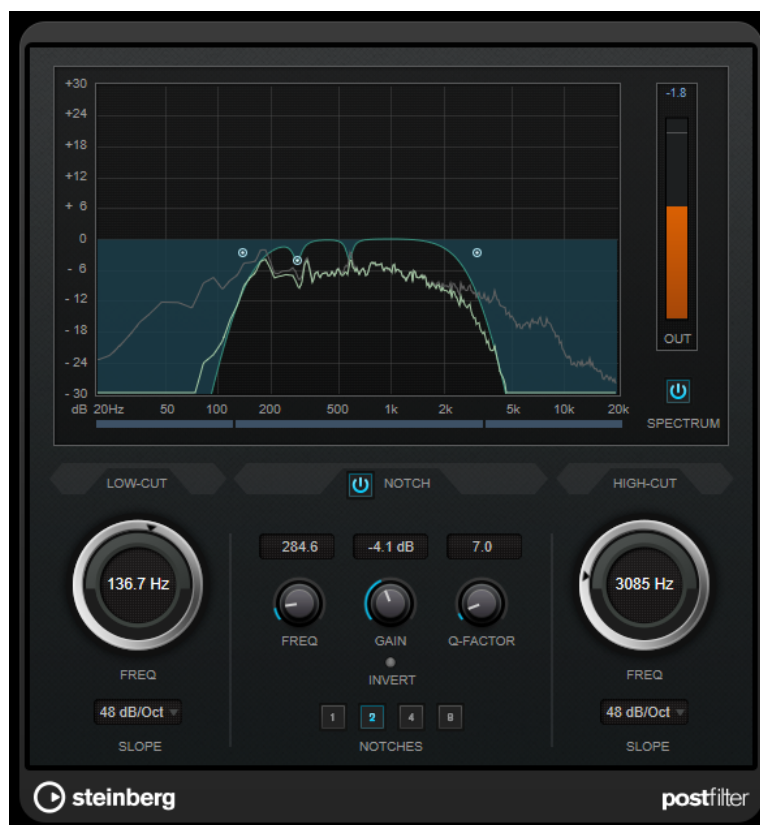 +30
+24
+18
+12
+ 6
0
- 6
- 12
- 18
- 24
- 30
dB 20Hz 50 100 200 500 1k 2k 5k 10k 20k
-1.8
OUT
SPECTRUM
LOW-CUT
NOTCH
HIGH-CUT
136.7 Hz
284.6 -4.1 dB 7.0
3085 Hz
FREQ GAIN Q-FACTOR
INVERT
FREQ
FREQ
48 dB/Oct
1 2 4 8
48 dB/Oct
SLOPE
NOTCHES
SLOPE
steinberg
postfilter